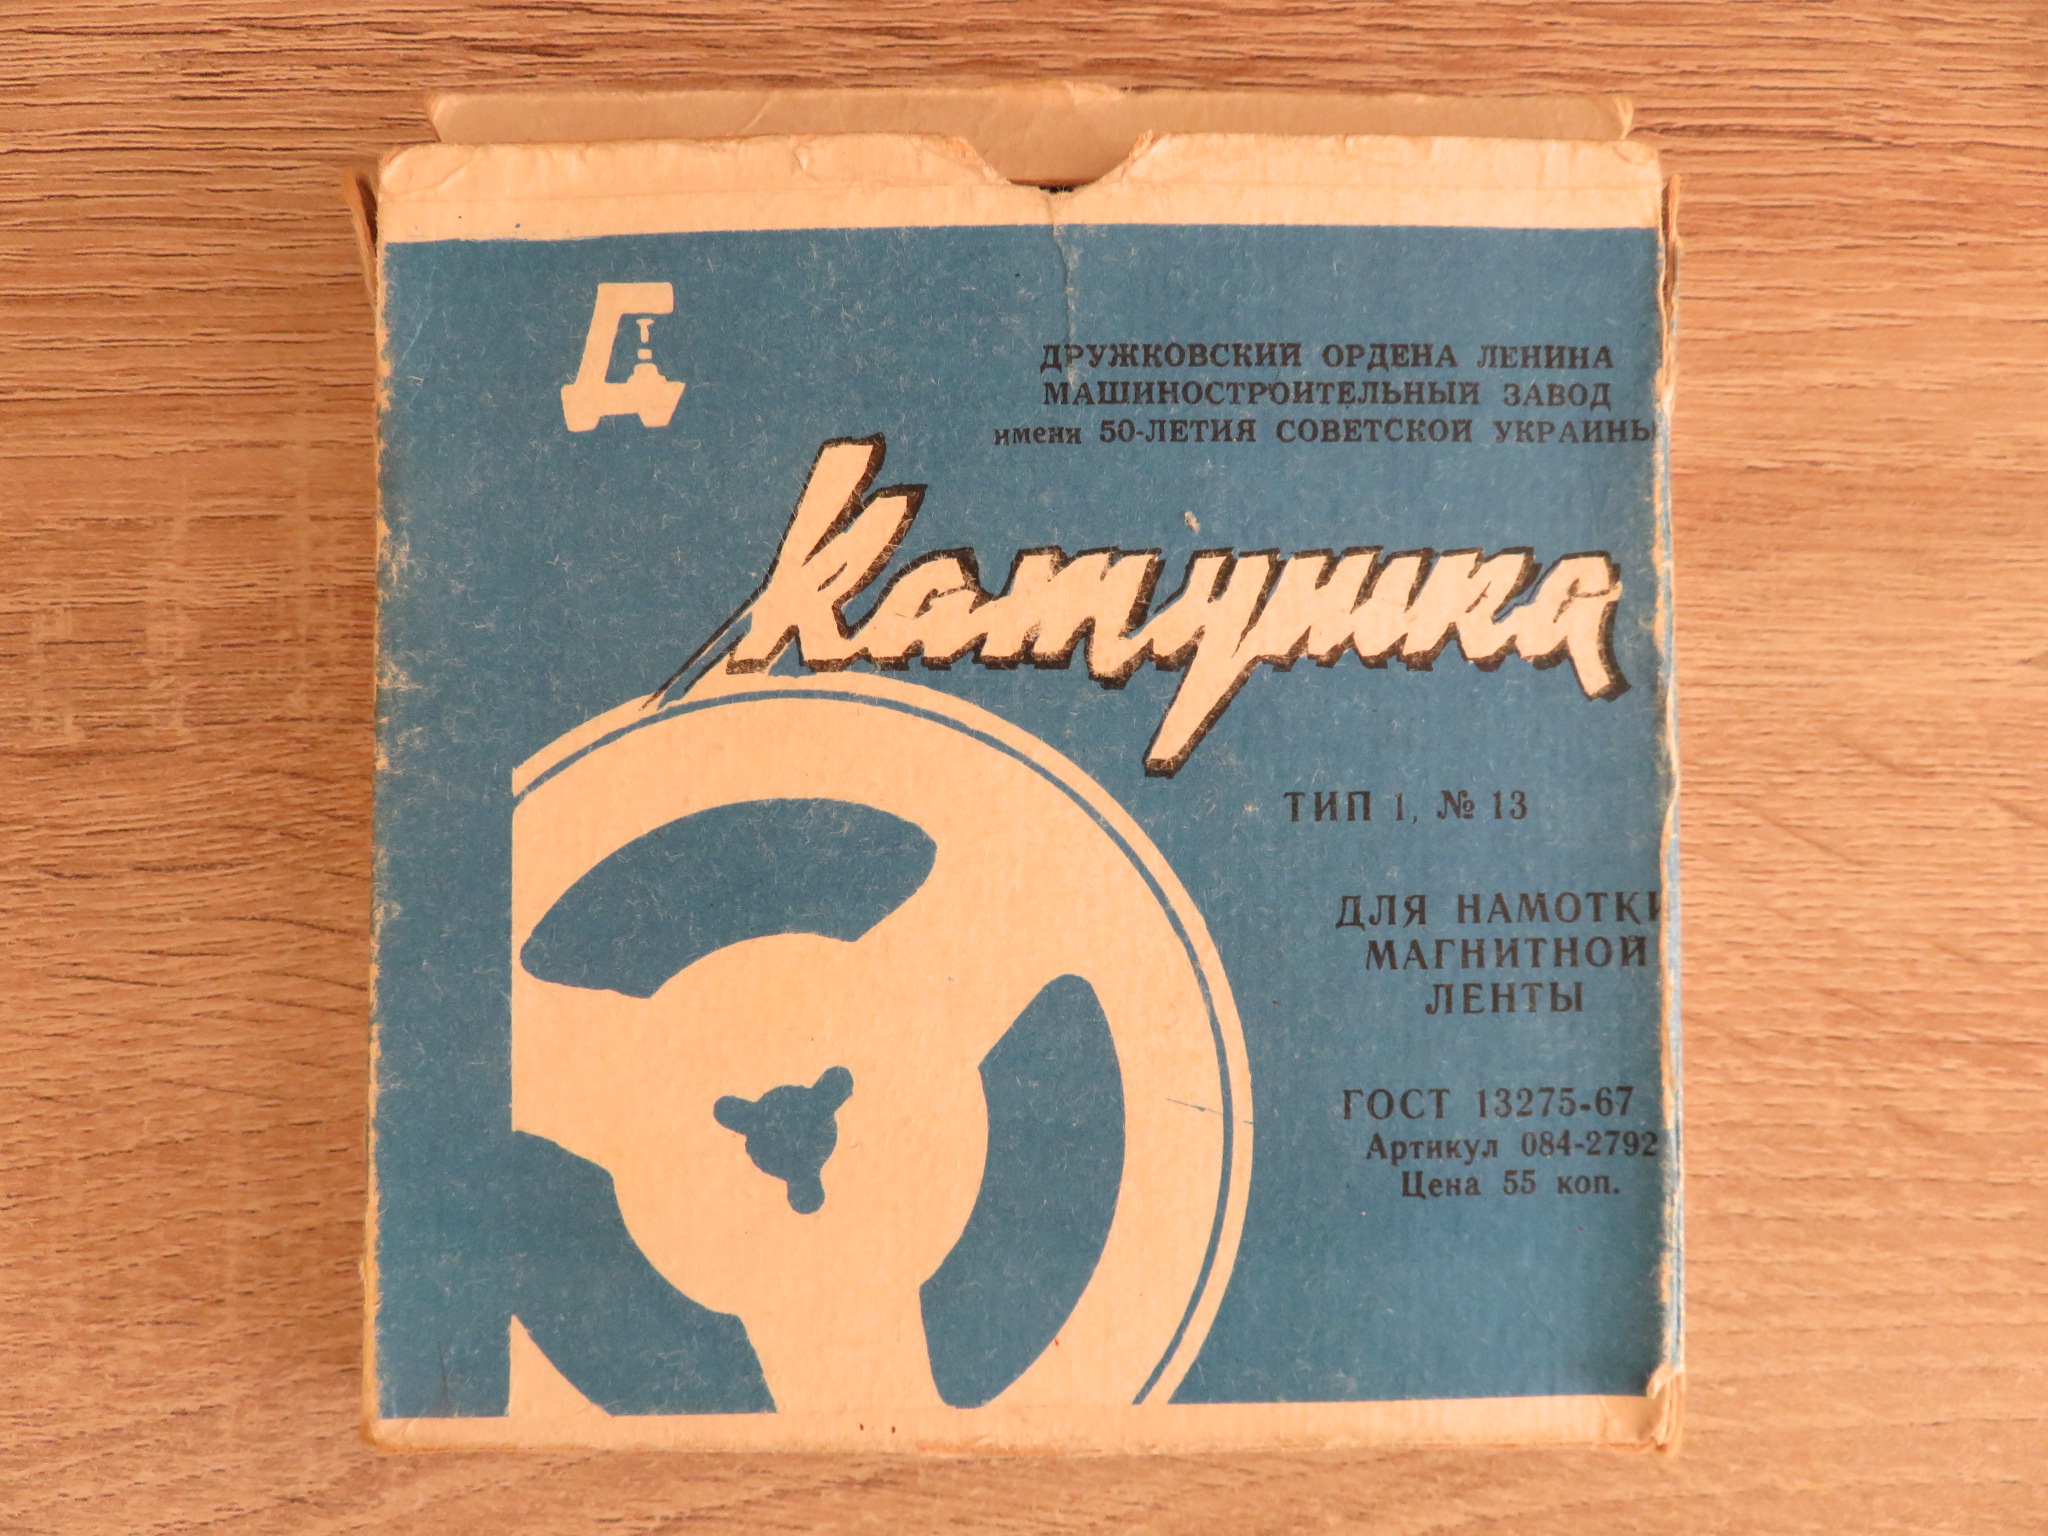 ДРУЖКОВСКИЙ ОРДЕНА ЛЕНИНА
МАШИНОСТРОИТЕЛЬНЫЙ ЗАВОД
имени 50-ЛЕТИЯ СОВЕТСКОЙ УКРАИНЫ
Катушка
ТИП 1, № 13
ДЛЯ НАМОТКИ
МАГНИТНОЙ
ЛЕНТЫ
ГОСТ 13275-67
Артикул 084-2792
Цена 55 коп.